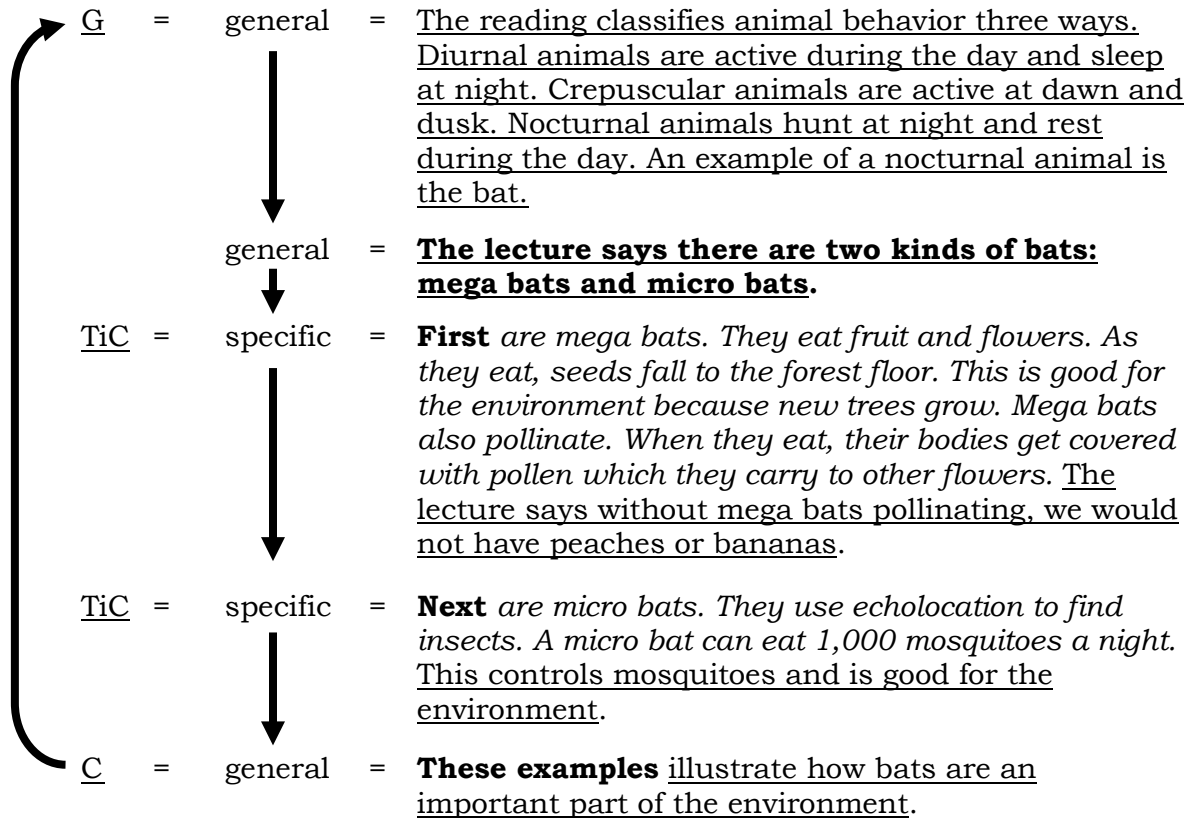 G = general = The reading classifies animal behavior three ways.
Diurnal animals are active during the day and sleep
at night. Crepuscular animals are active at dawn and
dusk. Nocturnal animals hunt at night and rest
during the day. An example of a nocturnal animal is
the bat.
general = The lecture says there are two kinds of bats:
mega bats and micro bats.
TiC = specific = First are mega bats. They eat fruit and flowers. As
they eat, seeds fall to the forest floor. This is good for
the environment because new trees grow. Mega bats
also pollinate. When they eat, their bodies get covered
with pollen which they carry to other flowers. The
lecture says without mega bats pollinating, we would
not have peaches or bananas.
TiC = specific = Next are micro bats. They use echolocation to find
insects. A micro bat can eat 1,000 mosquitoes a night.
This controls mosquitoes and is good for the
environment.
C = general = These examples illustrate how bats are an
important part of the environment.